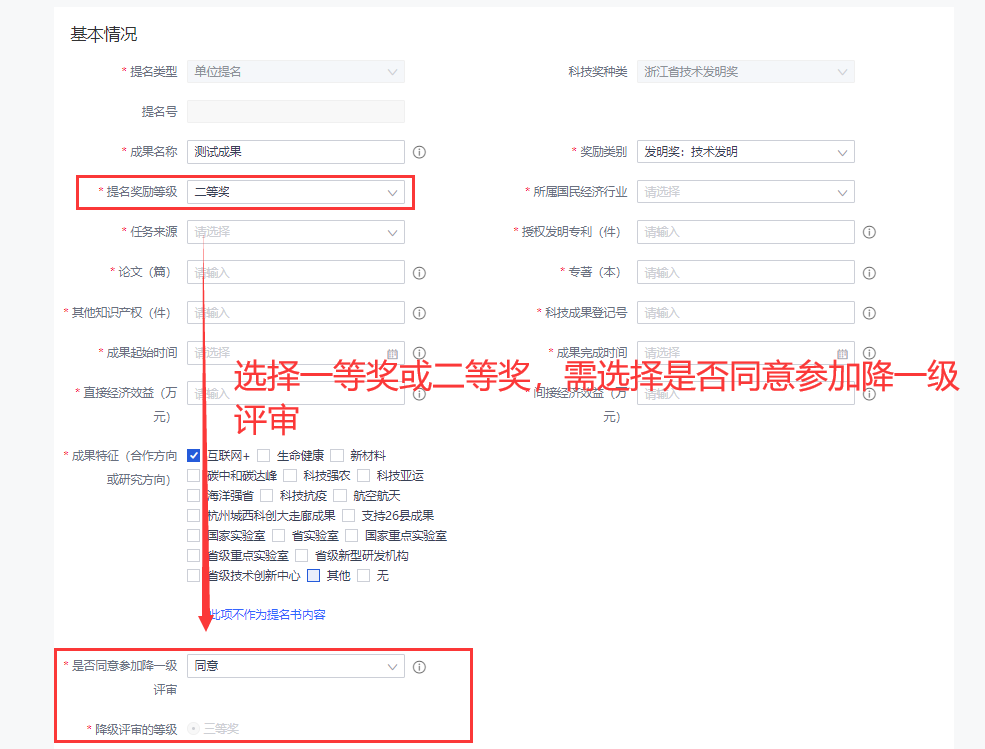 基本情况
* 提名类型 单位提名 科技奖种类 浙江省技术发明奖
提名号
* 成果名称 测试成果 * 奖励类别 发明奖：技术发明
* 提名奖励等级 二等奖 * 所属国民经济行业 请选择
* 任务来源 请选择 * 授权发明专利（件） 请输入
* 论文（篇） 请输入 * 专著（本） 请输入
* 其他知识产权（件） 请输入 * 科技成果登记号 请输入
* 成果起始时间 请选择 * 成果完成时间 请选择
* 直接经济效益（万元） 请输入 * 间接经济效益（万元） 请输入
选择一等奖或二等奖，需选择是否同意参加降一级
评审
* 成果特征（合作方向 互联网+ 生命健康 新材料
或研究方向） 碳中和碳达峰 科技强农 科技亚运
海洋强省 科技抗疫 航空航天
杭州城西科创大走廊成果 支持26县成果
国家实验室 省实验室 国家重点实验室
省级重点实验室 省级新型研发机构
省级技术创新中心 其他 无
此项不作为提名书内容
* 是否同意参加降一级 同意
评审
* 降级评审的等级 三等奖